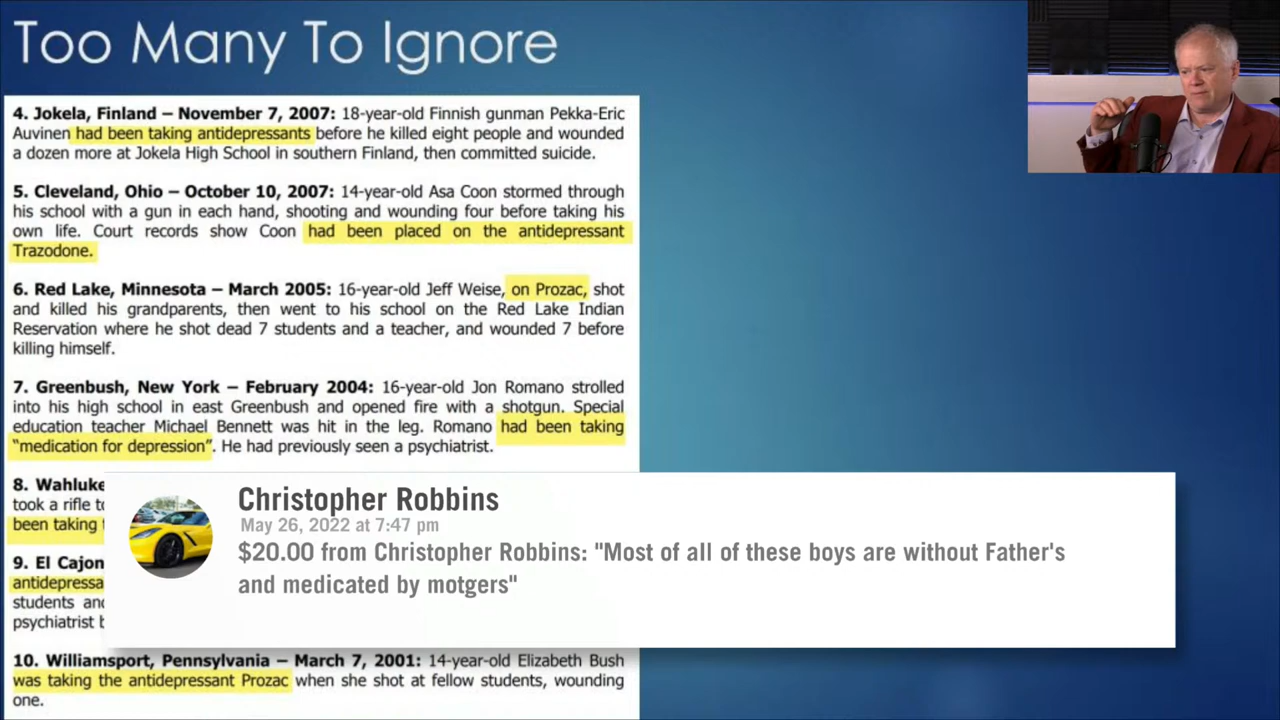 Too Many To Ignore
4. Jokela, Finland – November 7, 2007: 18-year-old Finnish gunman Pekka-Eric
Auvinen had been taking antidepressants before he killed eight people and wounded
a dozen more at Jokela High School in southern Finland, then committed suicide.
5. Cleveland, Ohio – October 10, 2007: 14-year-old Asa Coon stormed through
his school with a gun in each hand, shooting and wounding four before taking his
own life. Court records show Coon had been placed on the antidepressant
Trazodone.
6. Red Lake, Minnesota – March 2005: 16-year-old Jeff Weise, on Prozac, shot
and killed his grandparents, then went to his school on the Red Lake Indian
Reservation where he shot dead 7 students and a teacher, and wounded 7 before
killing himself.
7. Greenbush, New York – February 2004: 16-year-old Jon Romano strolled
into his high school in east Greenbush and opened fire with a shotgun. Special
education teacher Michael Bennett was hit in the leg. Romano had been taking
“medication for depression”. He had previously seen a psychiatrist.
8. Wahluke
took a rifle
been taking
9. El Cajon
students
psychiatrist
Christopher Robbins
May 26, 2022 at 7:47 pm
$20.00 from Christopher Robbins: "Most of all of these boys are without Father's
and medicated by motgers"
10. Williamsport, Pennsylvania – March 7, 2001: 14-year-old Elizabeth Bush
was taking the antidepressant Prozac when she shot at fellow students, wounding
one.